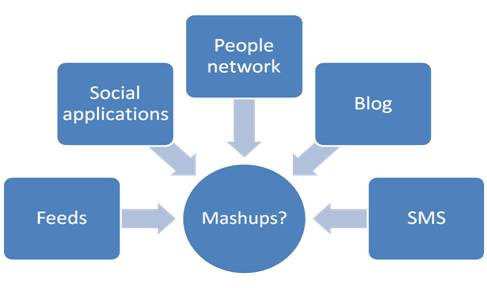 People
network
Social
applications
Blog
Feeds
Mashups?
SMS